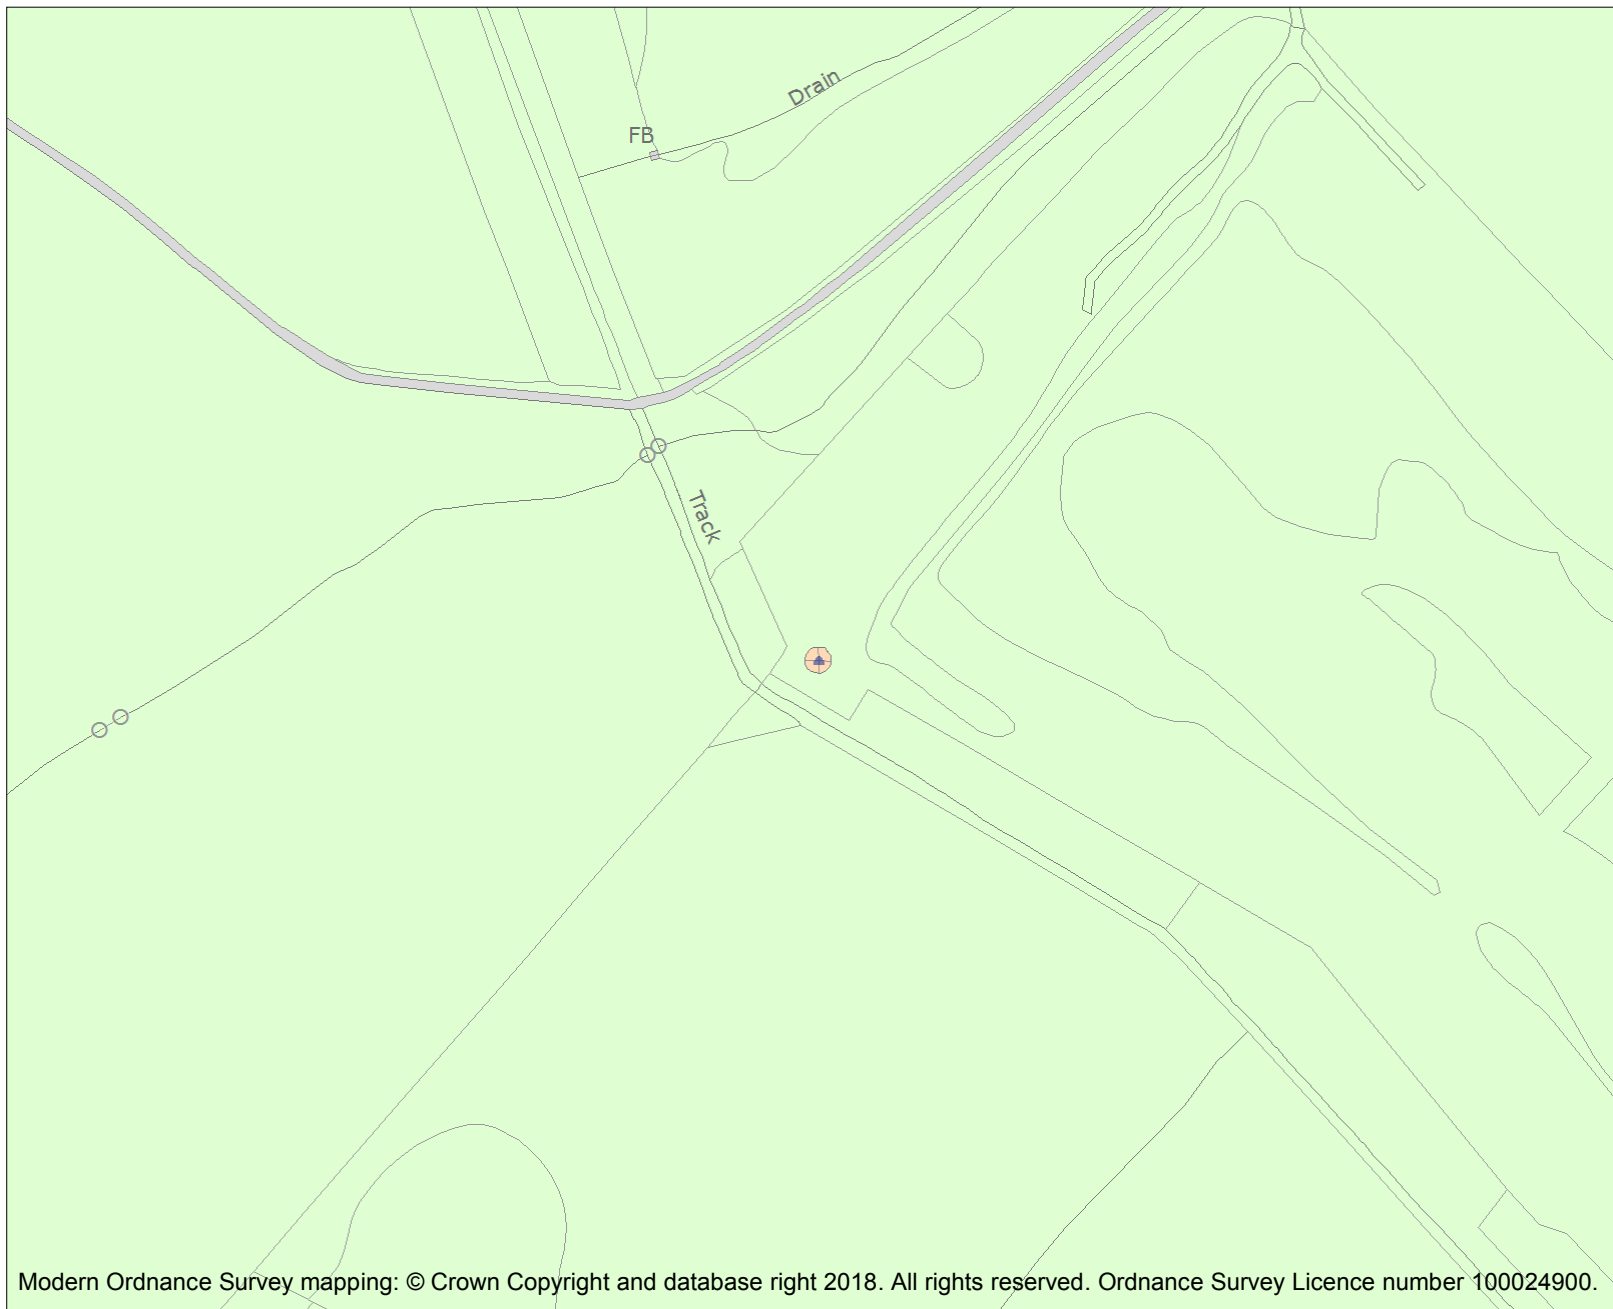 Drain
FB
Track
Modern Ordnance Survey mapping: © Crown Copyright and database right 2018. All rights reserved. Ordnance Survey Licence number 100024900.